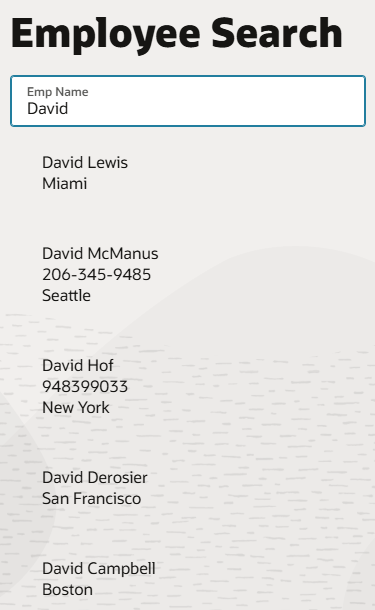 Employee Search
Emp Name
David
David Lewis
Miami
David McManus
206-345-9485
Seattle
David Hof
948399033
New York
David Derosier
San Francisco
David Campbell
Boston